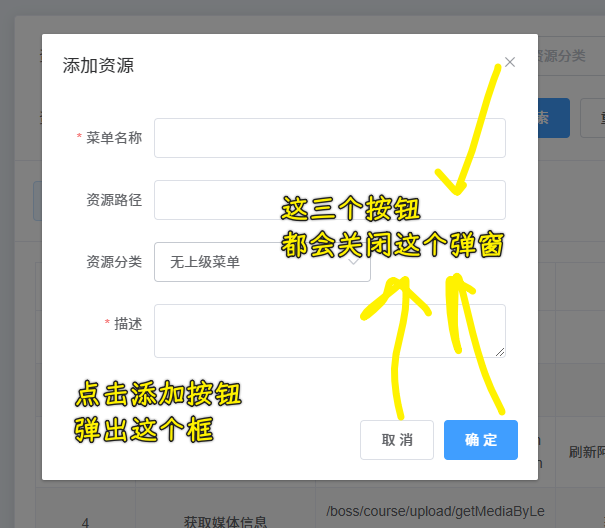 添加资源
资源分类
* 菜单名称
索
资源路径
这三个按钮
都会关闭这个弹窗
资源分类
无上级菜单
* 描述
点击添加按钮
弹出这个框
取 消
确 定
刷新阿
4
获取媒体信息
/boss/course/upload/getMediaByLe